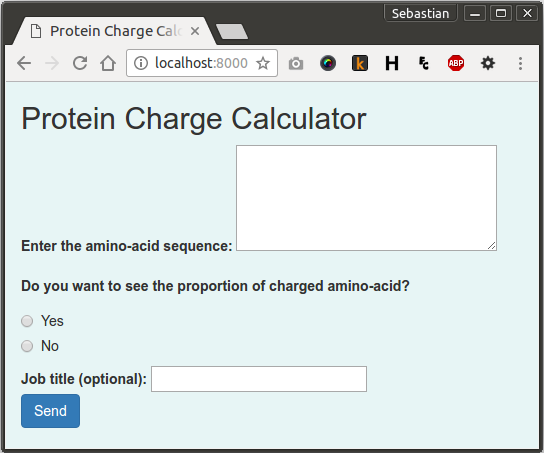 Sebastian
Protein Charge Calc
localhost:8000
ABP
Protein Charge Calculator
Enter the amino-acid sequence:
Do you want to see the proportion of charged amino-acid?
Yes
No
Job title (optional):
Send